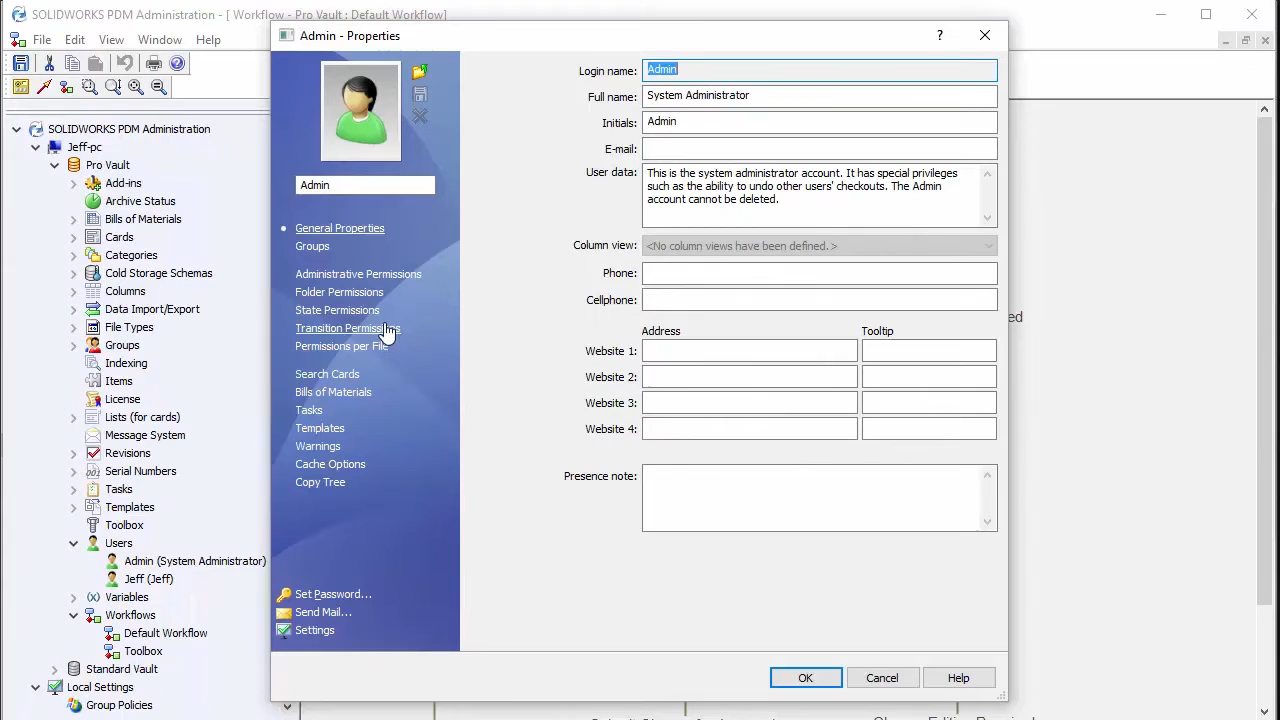 SOLIDWORKS PDM Administration - [ Workflow - Pro Vault : Default Workflow]
File Edit View Window Help
SOLIDWORKS PDM Administration
Jeff-pc
Pro Vault
Add-ins
Archive Status
Bills of Materials
Cards
Categories
Cold Storage Schemas
Columns
Data Import/Export
File Types
Groups
Indexing
Items
License
Lists (for cards)
Message System
Revisions
Serial Numbers
Tasks
Templates
Toolbox
Users
Admin (System Administrator)
Jeff (Jeff)
Variables
Workflows
Default Workflow
Toolbox
Standard Vault
Local Settings
Group Policies
Admin - Properties
Admin
General Properties
Groups
Administrative Permissions
Folder Permissions
State Permissions
Transition Permissions
Permissions per File
Search Cards
Bills of Materials
Tasks
Templates
Warnings
Cache Options
Copy Tree
Set Password...
Send Mail...
Settings
Login name: Admin
Full name: System Administrator
Initials: Admin
E-mail:
User data: This is the system administrator account. It has special privileges
such as the ability to undo other users' checkouts. The Admin
account cannot be deleted.
Column view: <No column views have been defined.>
Phone:
Cellphone:
Address Tooltip
Website 1:
Website 2:
Website 3:
Website 4:
Presence note:
OK Cancel Help